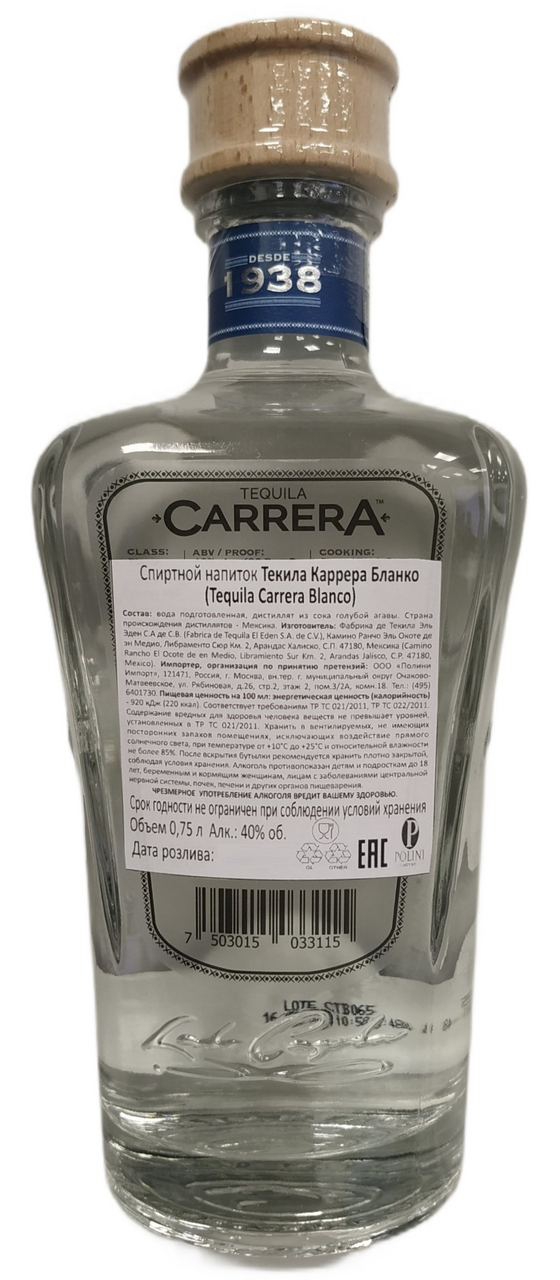 DESDE
1938
TEQUILA
CARRERA™
CLASS: ABV / PROOF: COOKING:
Спиртной напиток Текила Каррера Бланко
(Tequila Carrera Blanco)
Состав: вода подготовленная, дистиллят из сока голубой агавы. Страна
происхождения дистиллятов - Мексика. Изготовитель: Фабрика де Текила Эль
Эден С.А де С.В. (Fabrica de Tequila El Eden S.A. de C.V.), Камино Ранчо Эль Окоте де
эн Медио, Либраменто Сюр Км. 2, Арандас Халиско, С.П. 47180, Мексика (Camino
Rancho El Ocote de en Medio, Libramiento Sur Km. 2, Arandas Jalisco, C.P. 47180,
Mexico). Импортер, организация по принятию претензий: ООО «Полини
Импорт», 121471, Россия, г. Москва, вн.тер. г. муниципальный округ Очаково-
Матвеевское, ул. Рябиновая, д.26, стр.2, этаж 2, пом.3/2А, комн.18. Тел.: (495)
6401730. Пищевая ценность на 100 мл: энергетическая ценность (калорийность)
- 920 кДж (220 ккал). Соответствует требованиям ТР ТС 021/2011, ТР ТС 022/2011.
Содержание вредных для здоровья человека веществ не превышает уровней,
установленных в ТР ТС 021/2011. Хранить в вентилируемых, не имеющих
посторонних запахов помещениях, исключающих воздействие прямого
солнечного света, при температуре от +10°С до +25°С и относительной влажности
не более 85%. После вскрытия бутылки рекомендуется хранить плотно закрытой,
соблюдая условия хранения. Алкоголь противопоказан детям и подросткам до 18
лет, беременным и кормящим женщинам, лицам с заболеваниями центральной
нервной системы, почек, печени и других органов пищеварения.
ЧРЕЗМЕРНОЕ УПОТРЕБЛЕНИЕ АЛКОГОЛЯ ВРЕДИТ ВАШЕМУ ЗДОРОВЬЮ.
Срок годности не ограничен при соблюдении условий хранения
Объем 0,75 л Алк.: 40% об.
Дата розлива:
GL OTHER EAC P POLINI
7 503015 033115
LOTE STB065